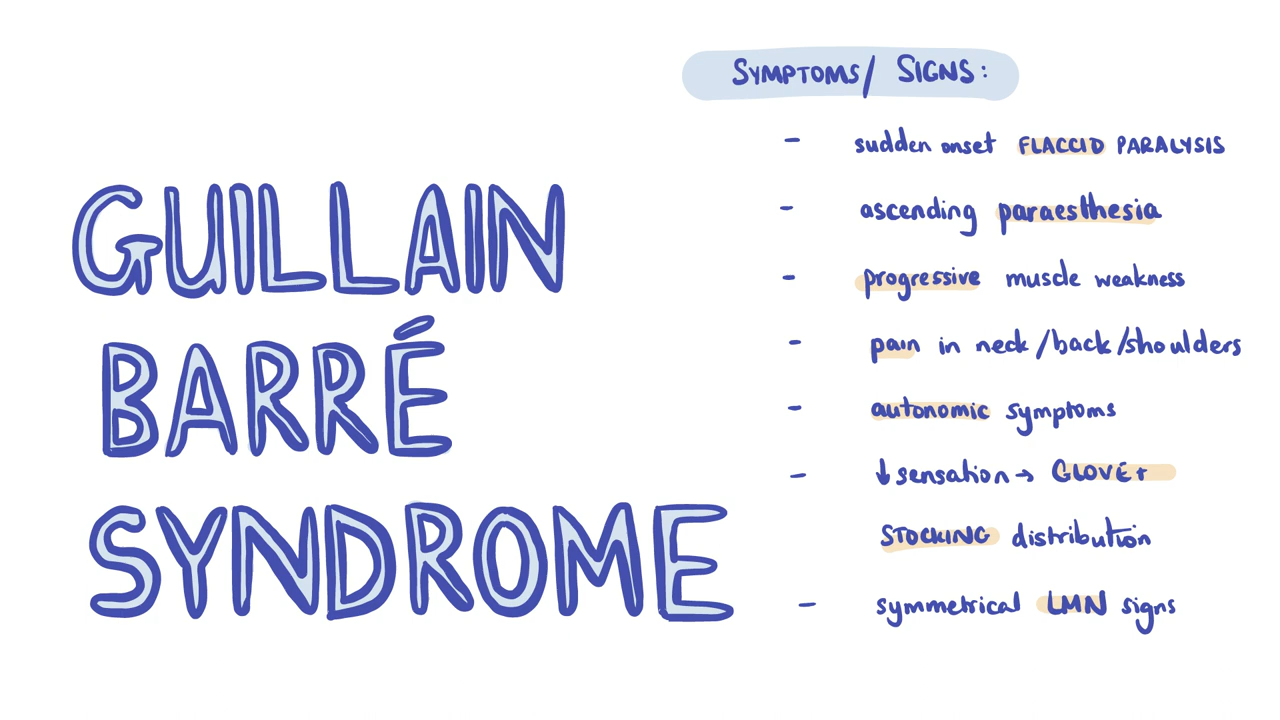 GUILLAIN
BARRÉ
SYNDROME
SYMPTOMS/ SIGNS:
- sudden onset FLACCID PARALYSIS
- ascending paraesthesia
- progressive muscle weakness
- pain in neck/back/shoulders
- autonomic symptoms
- ↓ sensation → GLOVE +
STOCKING distribution
- symmetrical LMN signs